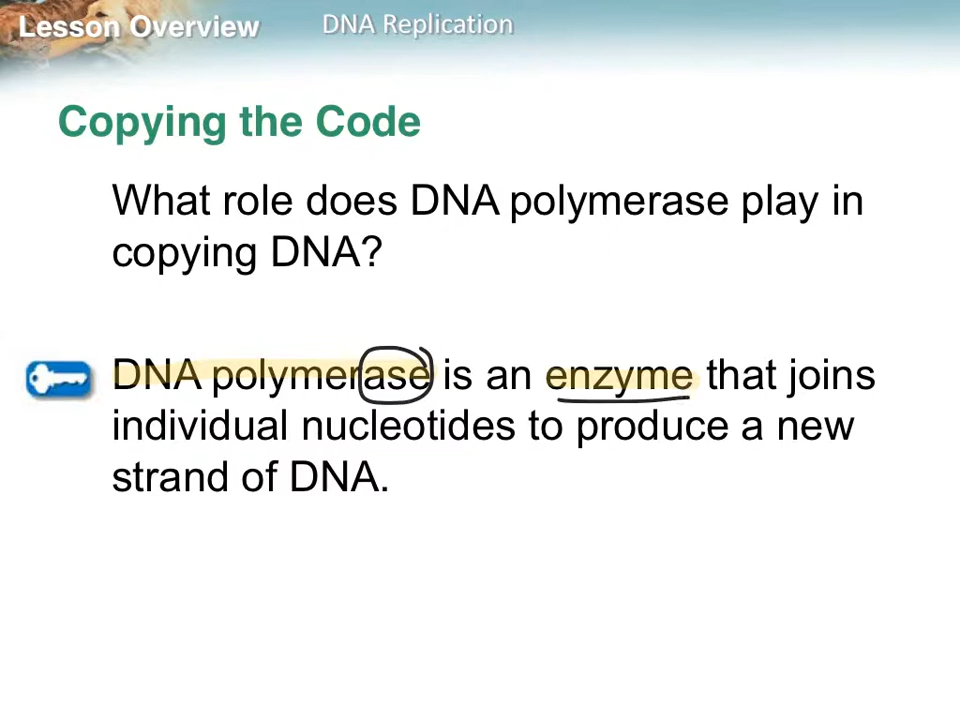 Lesson Overview DNA Replication
Copying the Code
What role does DNA polymerase play in
copying DNA?
DNA polymerase is an enzyme that joins
individual nucleotides to produce a new
strand of DNA.